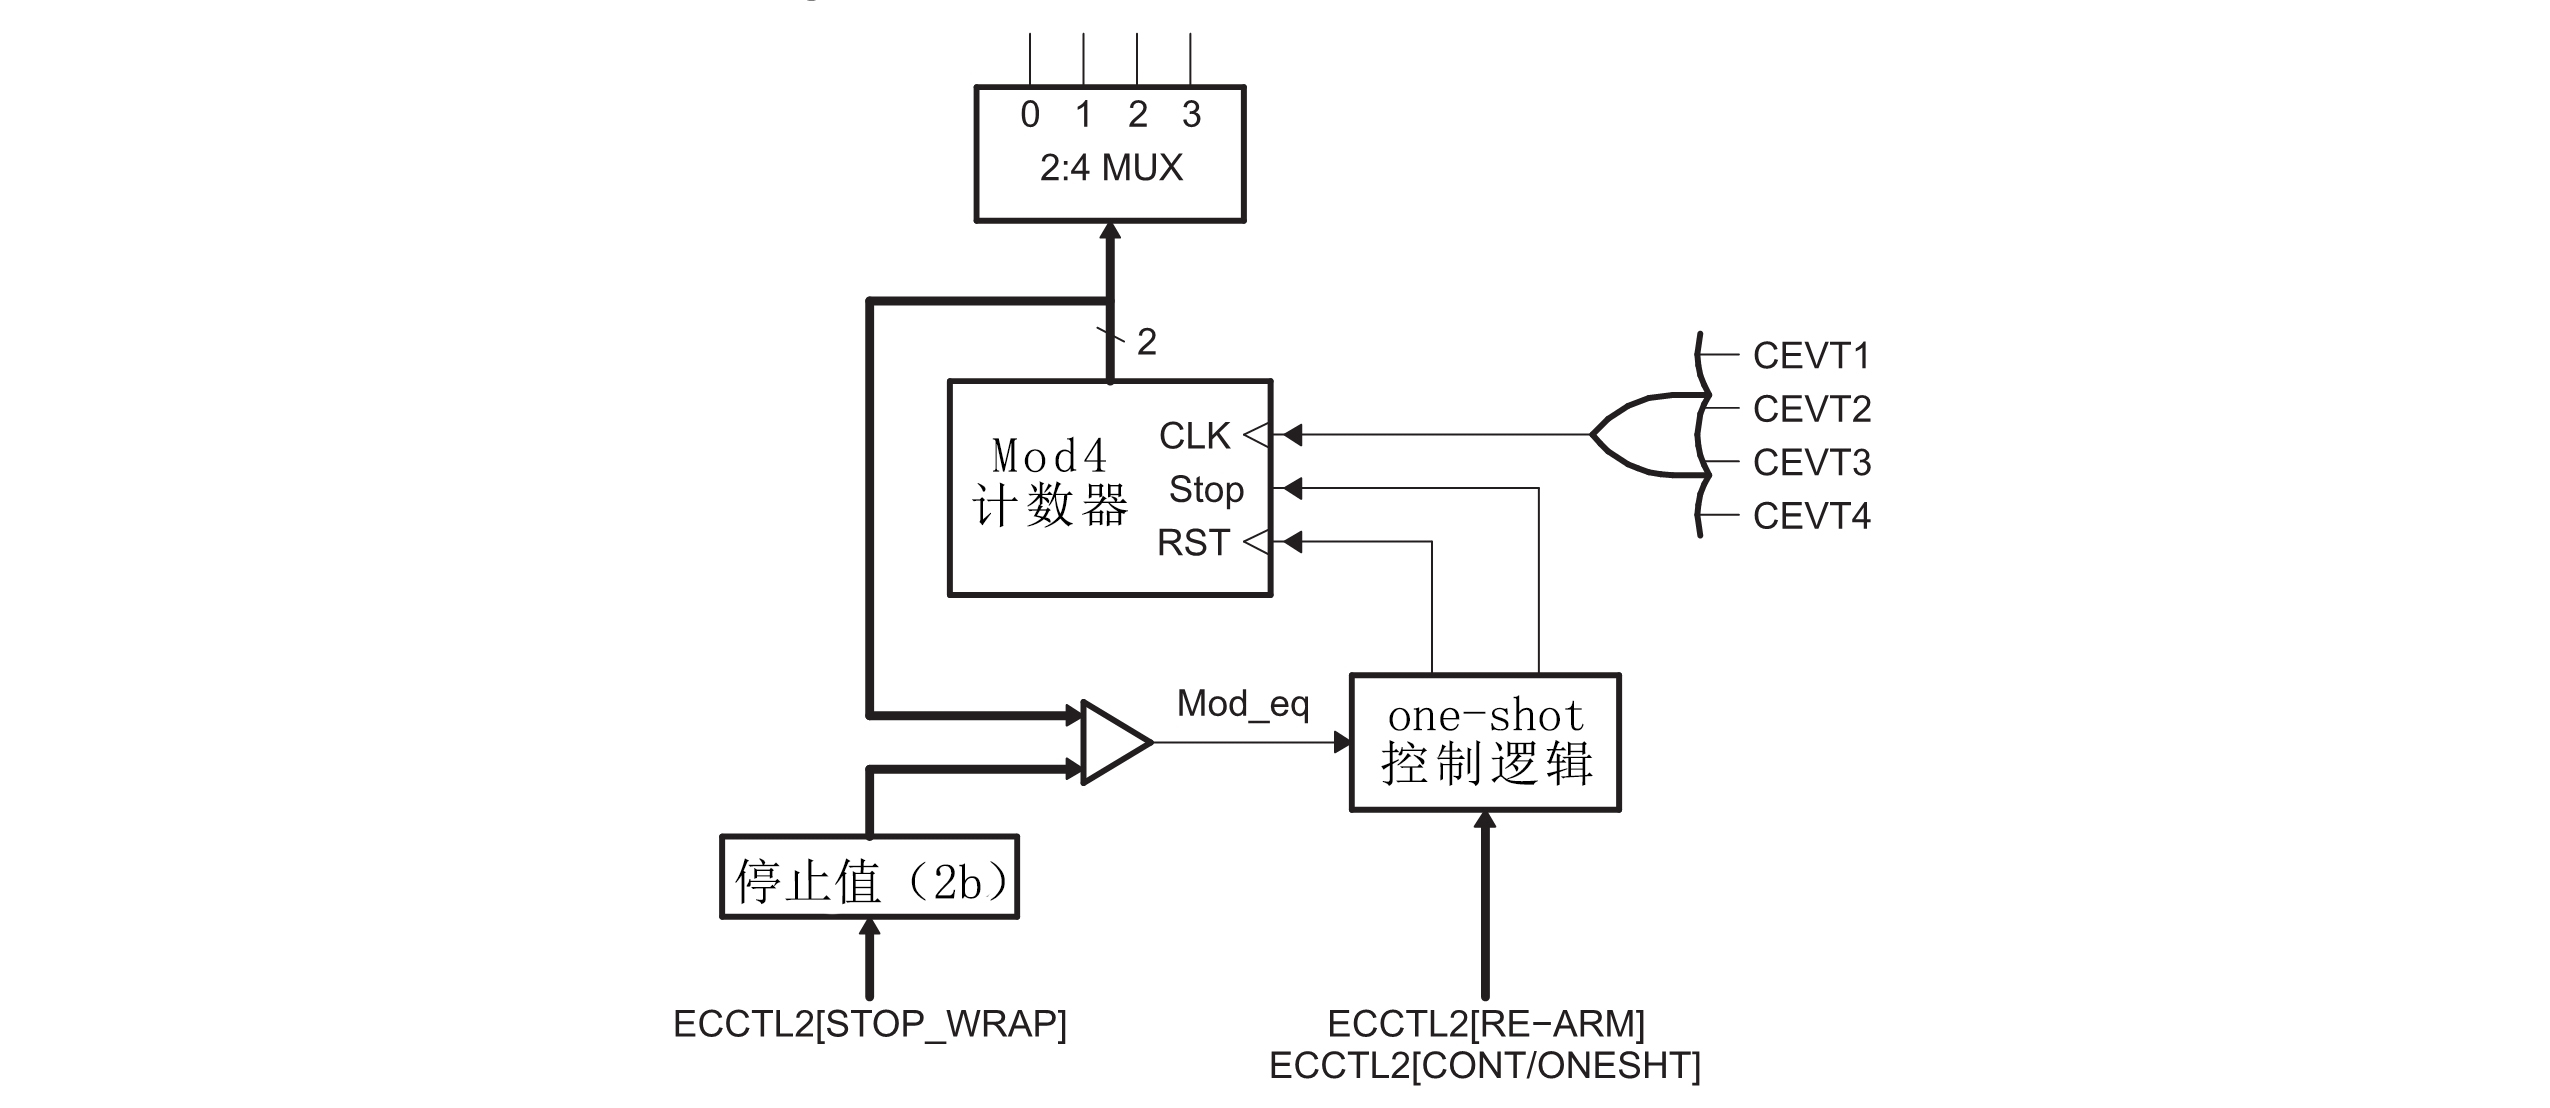 0 1 2 3
2:4 MUX
2
CEVT1
CEVT2
CEVT3
CEVT4
CLK
Stop
RST
Mod4
计数器
Mod_eq
one-shot
控制逻辑
停止值（2b）
ECCTL2[STOP_WRAP]
ECCTL2[RE−ARM]
ECCTL2[CONT/ONESHT]